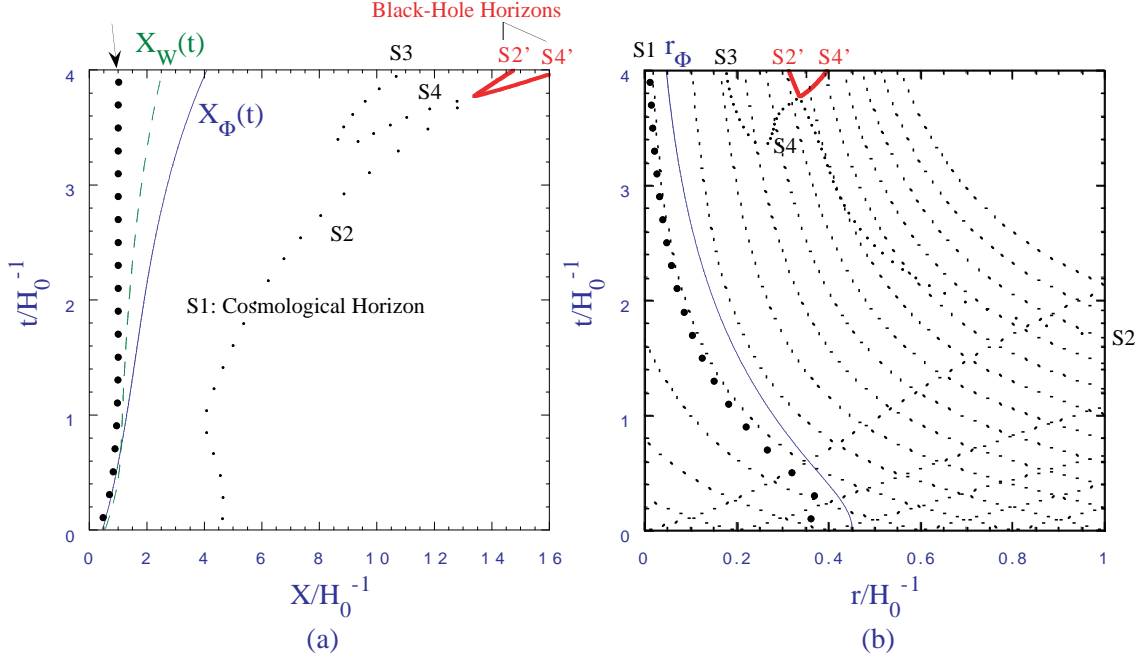 Black-Hole Horizons
X_W(t)
S3
S2'
S4'
S4
X_Φ(t)
S2
S1: Cosmological Horizon
4
3
2
1
0
t/H_0^{-1}
0 2 4 6 8 10 12 14 16
X/H_0^{-1}
(a)
S1
r_Φ
S3
S2'
S4'
S4
S2
4
3
2
1
0
t/H_0^{-1}
0 0.2 0.4 0.6 0.8 1
r/H_0^{-1}
(b)